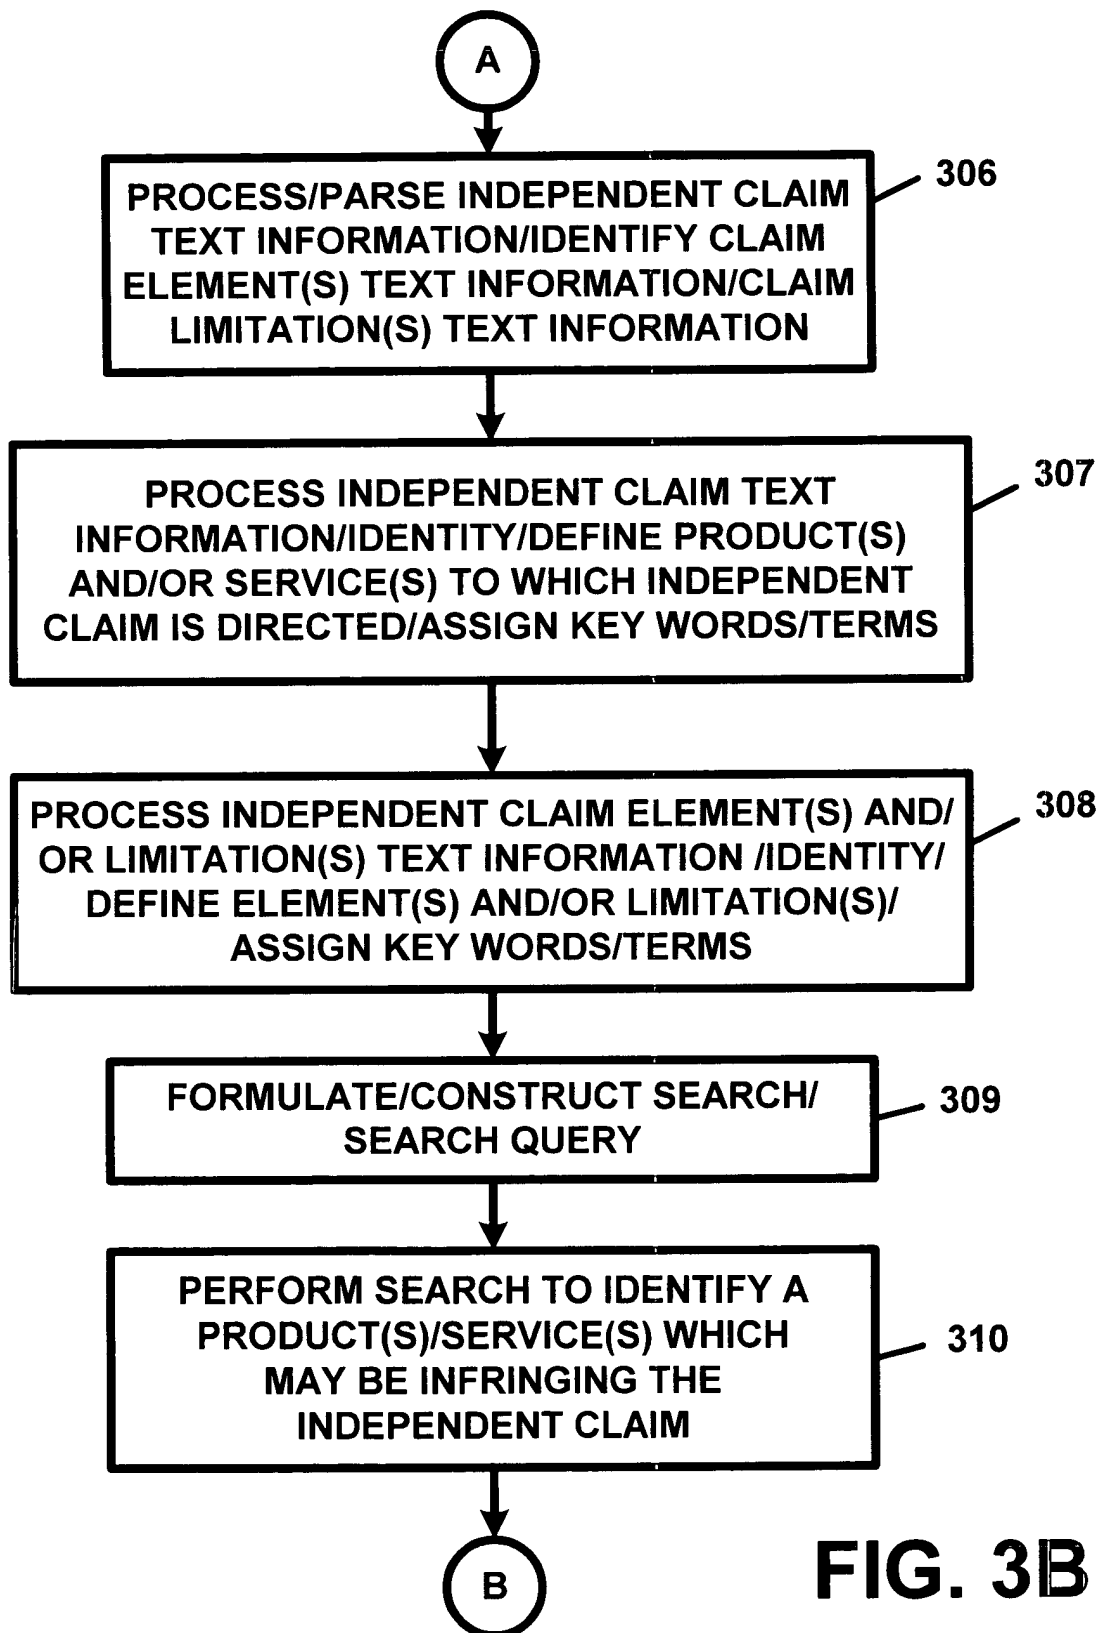 A
PROCESS/PARSE INDEPENDENT CLAIM
TEXT INFORMATION/IDENTIFY CLAIM
ELEMENT(S) TEXT INFORMATION/CLAIM
LIMITATION(S) TEXT INFORMATION
306
PROCESS INDEPENDENT CLAIM TEXT
INFORMATION/IDENTITY/DEFINE PRODUCT(S)
AND/OR SERVICE(S) TO WHICH INDEPENDENT
CLAIM IS DIRECTED/ASSIGN KEY WORDS/TERMS
307
PROCESS INDEPENDENT CLAIM ELEMENT(S) AND/
OR LIMITATION(S) TEXT INFORMATION /IDENTITY/
DEFINE ELEMENT(S) AND/OR LIMITATION(S)/
ASSIGN KEY WORDS/TERMS
308
FORMULATE/CONSTRUCT SEARCH/
SEARCH QUERY
309
PERFORM SEARCH TO IDENTIFY A
PRODUCT(S)/SERVICE(S) WHICH
MAY BE INFRINGING THE
INDEPENDENT CLAIM
310
B
FIG. 3B